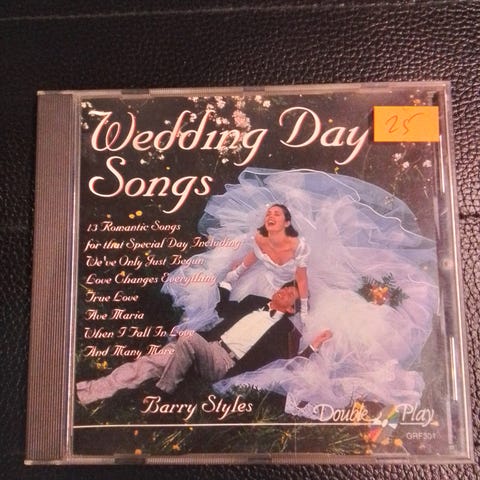 Wedding Day
25
Songs
13 Romantic Songs
for that Special Day Including
We've Only Just Begun
Love Changes Everything
True Love
Ave Maria
When I Fall In Love
And Many More
Barry Styles
Double Play
GRF301